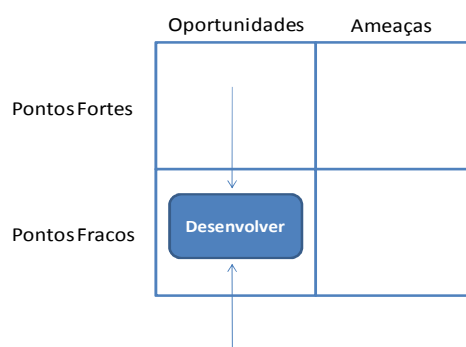 Oportunidades Ameaças
Pontos Fortes
Pontos Fracos
Desenvolver